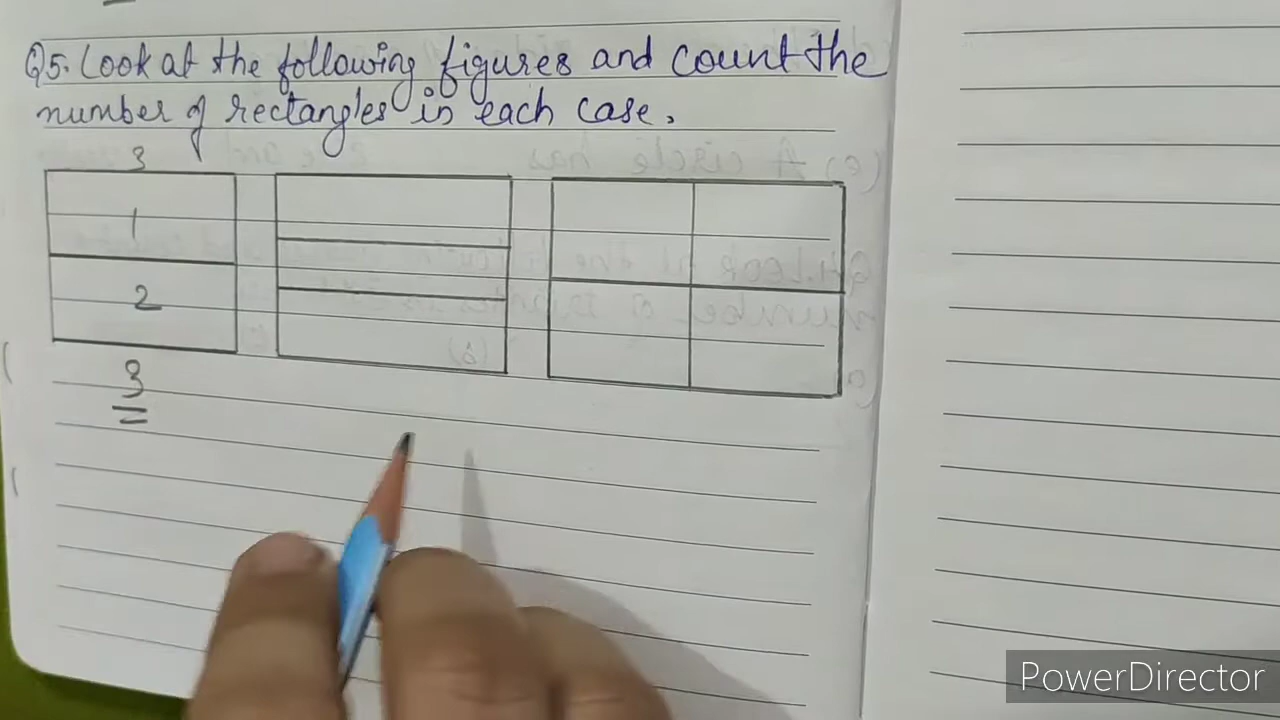 Q5. Look at the following figures and count the
number of rectangles in each case.
3
1
2
3
PowerDirector